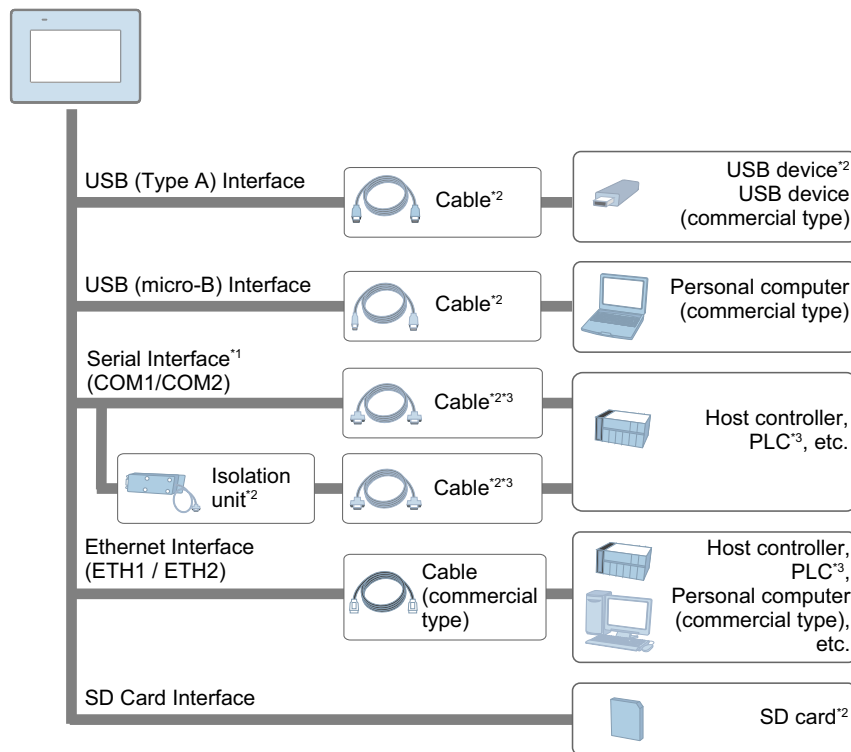 USB (Type A) Interface
Cable*2
USB device*2
USB device
(commercial type)
USB (micro-B) Interface
Cable*2
Personal computer
(commercial type)
Serial Interface*1
(COM1/COM2)
Cable*2*3
Host controller,
PLC*3, etc.
Isolation
unit*2
Cable*2*3
Ethernet Interface
(ETH1 / ETH2)
Cable
(commercial
type)
Host controller,
PLC*3,
Personal computer
(commercial type),
etc.
SD Card Interface
SD card*2